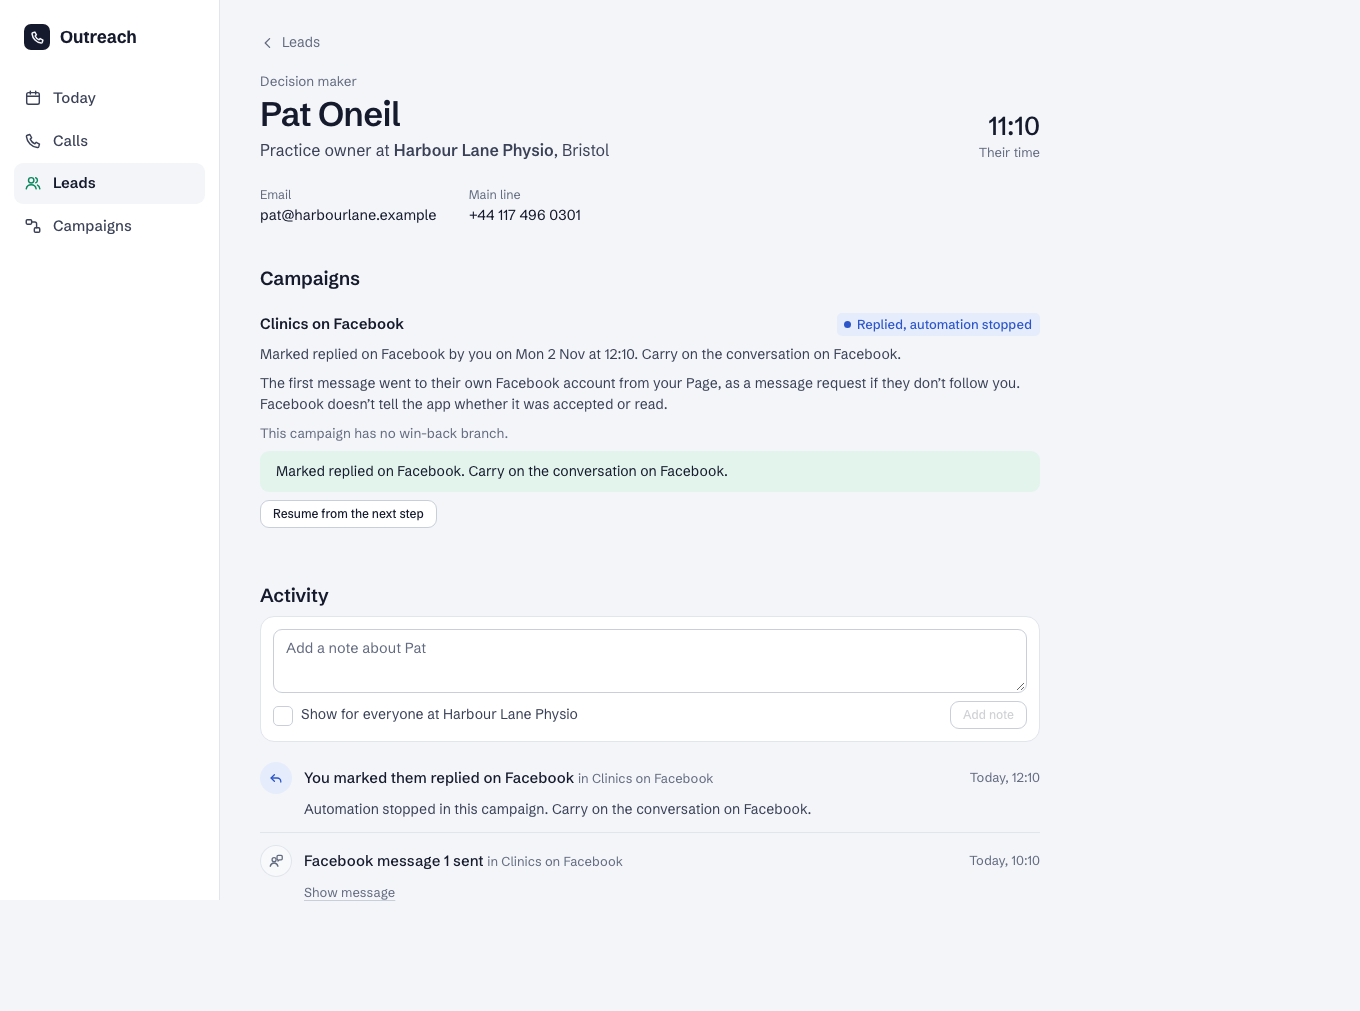 Outreach
Today
Calls
Leads
Campaigns
Leads
Decision maker
Pat Oneil
Practice owner at Harbour Lane Physio, Bristol
11:10
Their time
Email
pat@harbourlane.example
Main line
+44 117 496 0301
Campaigns
Clinics on Facebook
Replied, automation stopped
Marked replied on Facebook by you on Mon 2 Nov at 12:10. Carry on the conversation on Facebook.
The first message went to their own Facebook account from your Page, as a message request if they don’t follow you.
Facebook doesn’t tell the app whether it was accepted or read.
This campaign has no win-back branch.
Marked replied on Facebook. Carry on the conversation on Facebook.
Resume from the next step
Activity
Add a note about Pat
Show for everyone at Harbour Lane Physio
Add note
You marked them replied on Facebook in Clinics on Facebook
Today, 12:10
Automation stopped in this campaign. Carry on the conversation on Facebook.
Facebook message 1 sent in Clinics on Facebook
Today, 10:10
Show message